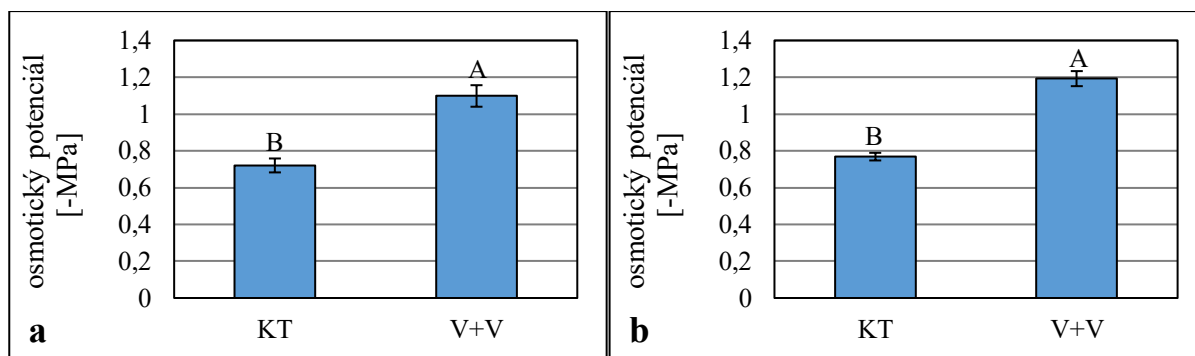 osmotický potenciál
[-MPa]
1,4
1,2
1
0,8
0,6
0,4
0,2
0
B
A
KT
V+V
a
osmotický potenciál
[-MPa]
1,4
1,2
1
0,8
0,6
0,4
0,2
0
B
A
KT
V+V
b